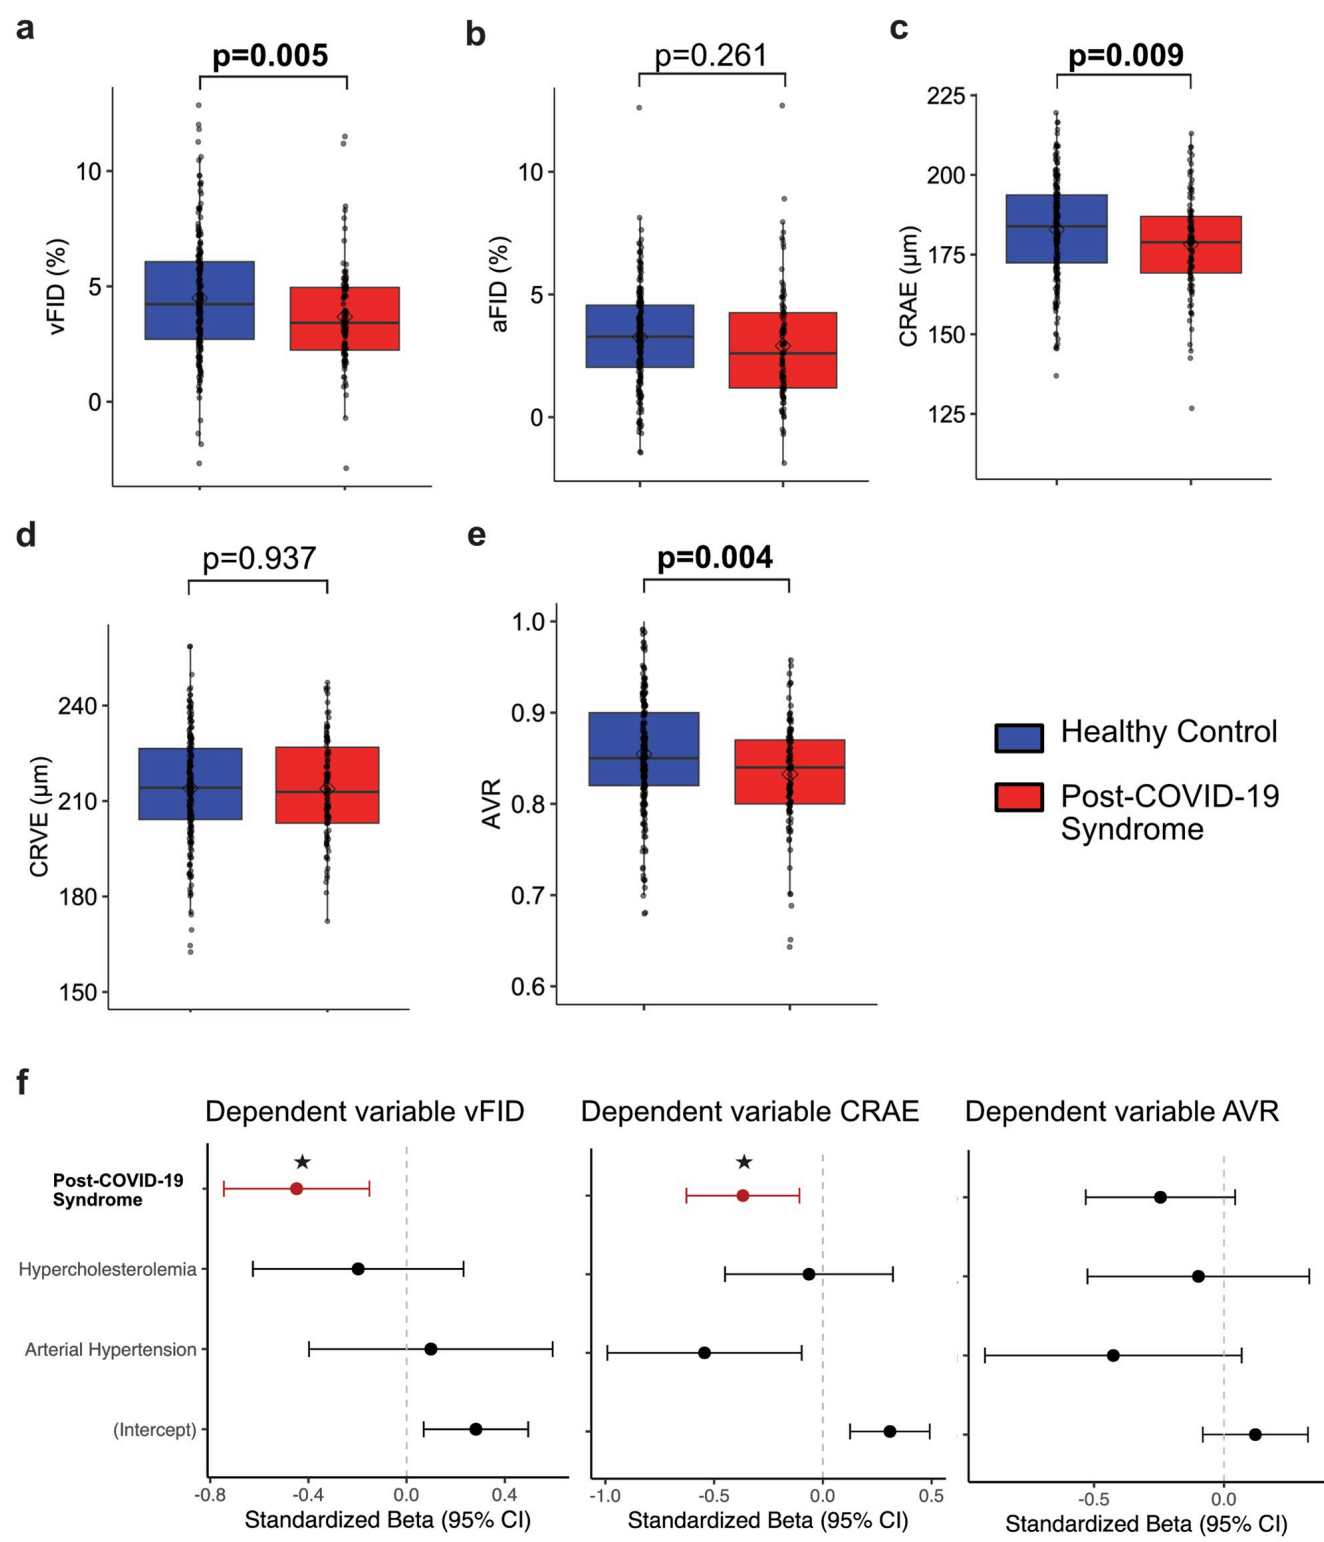 a
p=0.005
vFID (%)
10
5
0
b
p=0.261
aFID (%)
10
5
0
c
p=0.009
CRAE (µm)
225
200
175
150
125
d
p=0.937
CRVE (µm)
240
210
180
150
e
p=0.004
AVR
1.0
0.9
0.8
0.7
0.6
Healthy Control
Post-COVID-19
Syndrome
f
Dependent variable vFID
Post-COVID-19
Syndrome
Hypercholesterolemia
Arterial Hypertension
(Intercept)
-0.8 -0.4 0.0 0.4
Standardized Beta (95% CI)
Dependent variable CRAE
-1.0 -0.5 0.0 0.5
Standardized Beta (95% CI)
Dependent variable AVR
-0.5 0.0
Standardized Beta (95% CI)